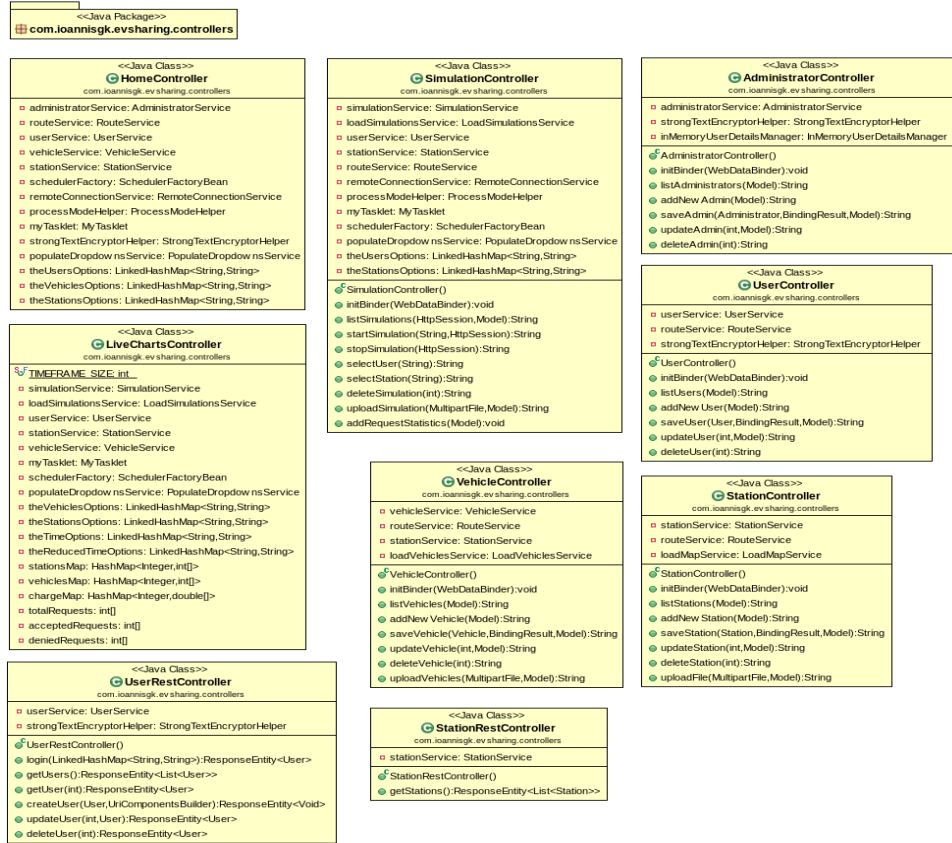 <<Java Package>>
com.ioannisgk.evsharing.controllers
<<Java Class>>
HomeController
com.ioannisgk.evsharing.controllers
administratorService: AdministratorService
routeService: RouteService
userService: UserService
vehicleService: VehicleService
stationService: StationService
schedulerFactory: SchedulerFactoryBean
remoteConnectionService: RemoteConnectionService
processModeHelper: ProcessModeHelper
myTasklet: MyTasklet
strongTextEncryptorHelper: StrongTextEncryptorHelper
populateDropdownsService: PopulateDropdownsService
theUsersOptions: LinkedHashMap<String,String>
theVehiclesOptions: LinkedHashMap<String,String>
theStationsOptions: LinkedHashMap<String,String>
<<Java Class>>
LiveChartsController
com.ioannisgk.evsharing.controllers
TIMEFRAME_SIZE: int
simulationService: SimulationService
loadSimulationsService: LoadSimulationsService
userService: UserService
stationService: StationService
vehicleService: VehicleService
myTasklet: MyTasklet
schedulerFactory: SchedulerFactoryBean
populateDropdownsService: PopulateDropdownsService
theVehiclesOptions: LinkedHashMap<String,String>
theStationsOptions: LinkedHashMap<String,String>
theTimeOptions: LinkedHashMap<String,String>
theReducedTimeOptions: LinkedHashMap<String,String>
stationsMap: HashMap<Integer,int[]>
vehiclesMap: HashMap<Integer,int[]>
chargeMap: HashMap<Integer,double[]>
totalRequests: int[]
acceptedRequests: int[]
deniedRequests: int[]
<<Java Class>>
UserRestController
com.ioannisgk.evsharing.controllers
userService: UserService
strongTextEncryptorHelper: StrongTextEncryptorHelper
UserRestController()
login(LinkedHashMap<String,String>):ResponseEntity<User>
getUsers():ResponseEntity<List<User>>
getUser(int):ResponseEntity<User>
createUser(User,UriComponentsBuilder):ResponseEntity<Void>
updateUser(int,User):ResponseEntity<User>
deleteUser(int):ResponseEntity<User>
<<Java Class>>
SimulationController
com.ioannisgk.evsharing.controllers
simulationService: SimulationService
loadSimulationsService: LoadSimulationsService
userService: UserService
stationService: StationService
routeService: RouteService
remoteConnectionService: RemoteConnectionService
processModeHelper: ProcessModeHelper
myTasklet: MyTasklet
schedulerFactory: SchedulerFactoryBean
populateDropdownsService: PopulateDropdownsService
theUsersOptions: LinkedHashMap<String,String>
theStationsOptions: LinkedHashMap<String,String>
SimulationController()
initBinder(WebDataBinder):void
listSimulations(HttpSession,Model):String
startSimulation(String,HttpSession):String
stopSimulation(HttpSession):String
selectUser(String):String
selectStation(String):String
deleteSimulation(int):String
uploadSimulation(MultipartFile,Model):String
addRequestStatistics(Model):void
<<Java Class>>
VehicleController
com.ioannisgk.evsharing.controllers
vehicleService: VehicleService
routeService: RouteService
stationService: StationService
loadVehiclesService: LoadVehiclesService
VehicleController()
initBinder(WebDataBinder):void
listVehicles(Model):String
addNewVehicle(Model):String
saveVehicle(Vehicle,BindingResult,Model):String
updateVehicle(int,Model):String
deleteVehicle(int):String
uploadVehicles(MultipartFile,Model):String
<<Java Class>>
StationRestController
com.ioannisgk.evsharing.controllers
stationService: StationService
StationRestController()
getStations():ResponseEntity<List<Station>>
<<Java Class>>
AdministratorController
com.ioannisgk.evsharing.controllers
administratorService: AdministratorService
strongTextEncryptorHelper: StrongTextEncryptorHelper
inMemoryUserDetailsManager: InMemoryUserDetailsManager
AdministratorController()
initBinder(WebDataBinder):void
listAdministrators(Model):String
addNewAdmin(Model):String
saveAdmin(Administrator,BindingResult,Model):String
updateAdmin(int,Model):String
deleteAdmin(int):String
<<Java Class>>
UserController
com.ioannisgk.evsharing.controllers
userService: UserService
routeService: RouteService
strongTextEncryptorHelper: StrongTextEncryptorHelper
UserController()
initBinder(WebDataBinder):void
listUsers(Model):String
addNewUser(Model):String
saveUser(User,BindingResult,Model):String
updateUser(int,Model):String
deleteUser(int):String
<<Java Class>>
StationController
com.ioannisgk.evsharing.controllers
stationService: StationService
routeService: RouteService
loadMapService: LoadMapService
StationController()
initBinder(WebDataBinder):void
listStations(Model):String
addNewStation(Model):String
saveStation(Station,BindingResult,Model):String
updateStation(int,Model):String
deleteStation(int):String
uploadFile(MultipartFile,Model):String